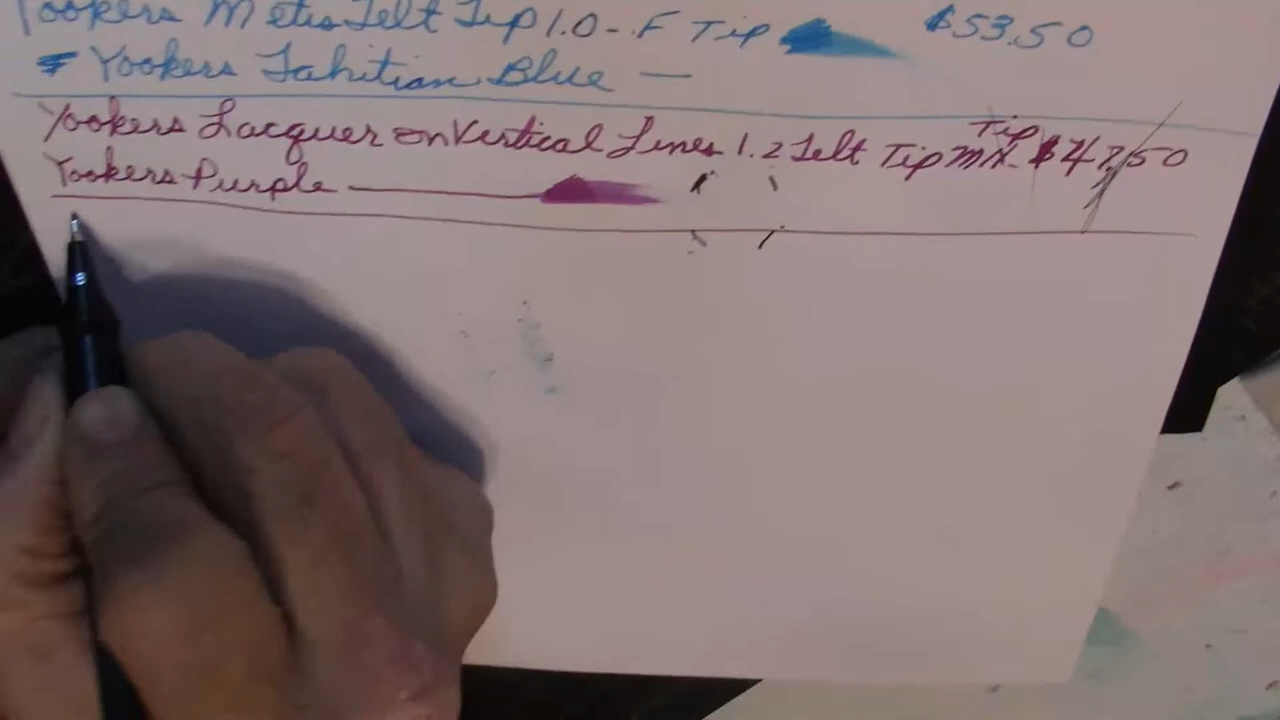 Yookers Metis Felt Tip 1.0 - F Tip $53.50
Yookers Tahitian Blue —
Yookers Lacquer on Vertical Lines 1.2 Felt Tip M Tip $47.50
Yookers Purple —